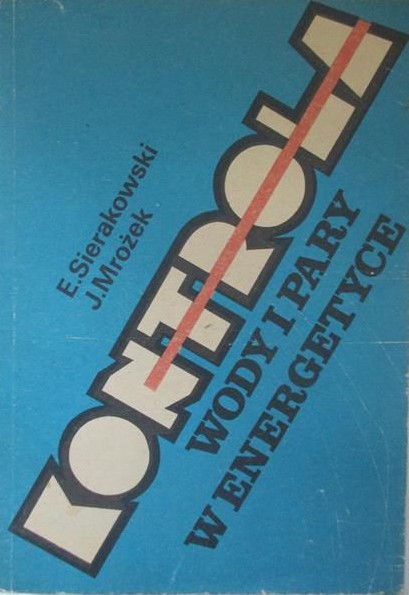 E. Sierakowski
J. Mrożek
KONTROLA
WODY I PARY
W ENERGETYCE